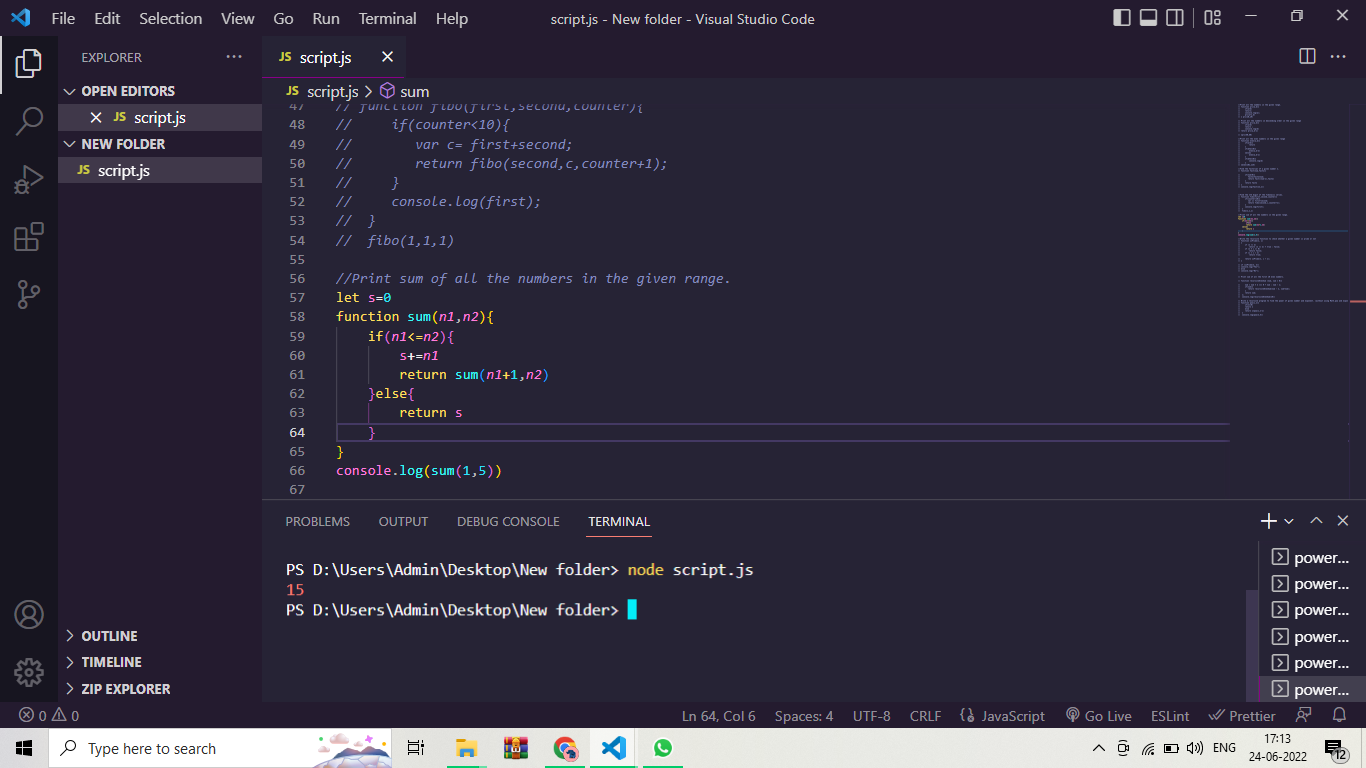 File Edit Selection View Go Run Terminal Help script.js - New folder - Visual Studio Code
EXPLORER ···
JS script.js
OPEN EDITORS
JS script.js
NEW FOLDER
JS script.js
OUTLINE
TIMELINE
ZIP EXPLORER
JS script.js > sum
47 // function fibo(first,second,counter){
48 //     if(counter<10){
49 //        var c= first+second;
50 //        return fibo(second,c,counter+1);
51 //     }
52 //     console.log(first);
53 //  }
54 //  fibo(1,1,1)
55
56 //Print sum of all the numbers in the given range.
57 let s=0
58 function sum(n1,n2){
59     if(n1<=n2){
60         s+=n1
61         return sum(n1+1,n2)
62     }else{
63         return s
64     }
65 }
66 console.log(sum(1,5))
67
PROBLEMS OUTPUT DEBUG CONSOLE TERMINAL
PS D:\Users\Admin\Desktop\New folder> node script.js
15
PS D:\Users\Admin\Desktop\New folder>
power...
power...
power...
power...
power...
power...
0 0 Ln 64, Col 6 Spaces: 4 UTF-8 CRLF {} JavaScript Go Live ESLint Prettier
Type here to search
ENG
17:13
24-06-2022
12